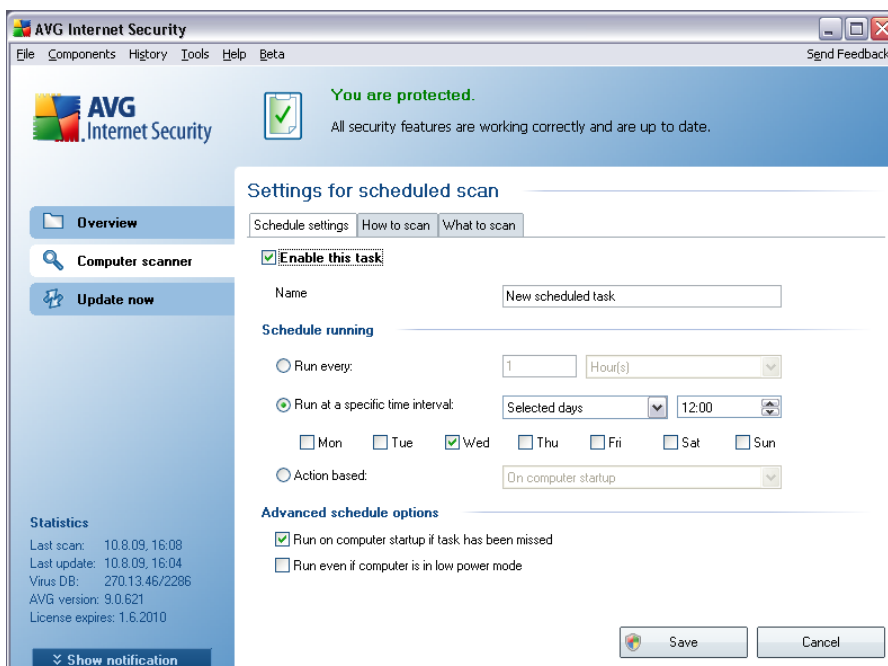 AVG Internet Security
File Components History Tools Help Beta Send Feedback
AVG
Internet Security
You are protected.
All security features are working correctly and are up to date.
Overview
Computer scanner
Update now
Settings for scheduled scan
Schedule settings How to scan What to scan
Enable this task
Name New scheduled task
Schedule running
Run every: 1 Hour(s)
Run at a specific time interval: Selected days 12:00
Mon Tue Wed Thu Fri Sat Sun
Action based: On computer startup
Advanced schedule options
Run on computer startup if task has been missed
Run even if computer is in low power mode
Statistics
Last scan: 10.8.09, 16:08
Last update: 10.8.09, 16:04
Virus DB: 270.13.46/2286
AVG version: 9.0.621
License expires: 1.6.2010
Show notification
Save Cancel